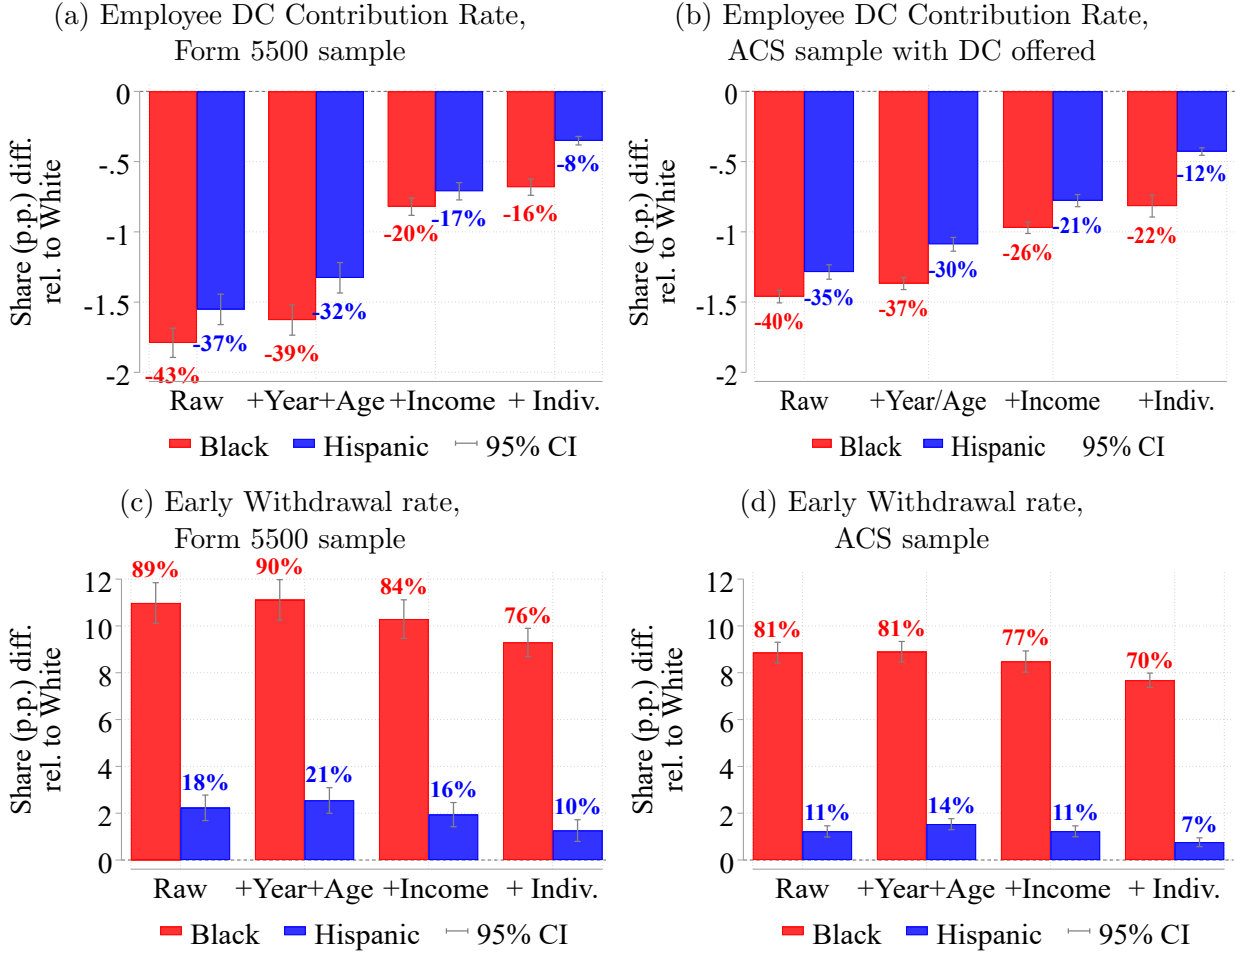 (a) Employee DC Contribution Rate,
Form 5500 sample
Share (p.p.) diff.
rel. to White
0
-.5
-1
-1.5
-2
-43%
-37%
-39%
-32%
-20%
-17%
-16%
-8%
Raw +Year+Age +Income + Indiv.
Black Hispanic 95% CI
(b) Employee DC Contribution Rate,
ACS sample with DC offered
Share (p.p.) diff.
rel. to White
0
-.5
-1
-1.5
-2
-40%
-35%
-37%
-30%
-26%
-21%
-22%
-12%
Raw +Year/Age +Income +Indiv.
Black Hispanic 95% CI
(c) Early Withdrawal rate,
Form 5500 sample
Share (p.p.) diff.
rel. to White
12
10
8
6
4
2
0
89%
18%
90%
21%
84%
16%
76%
10%
Raw +Year+Age +Income + Indiv.
Black Hispanic 95% CI
(d) Early Withdrawal rate,
ACS sample
Share (p.p.) diff.
rel. to White
12
10
8
6
4
2
0
81%
11%
81%
14%
77%
11%
70%
7%
Raw +Year+Age +Income + Indiv.
Black Hispanic 95% CI